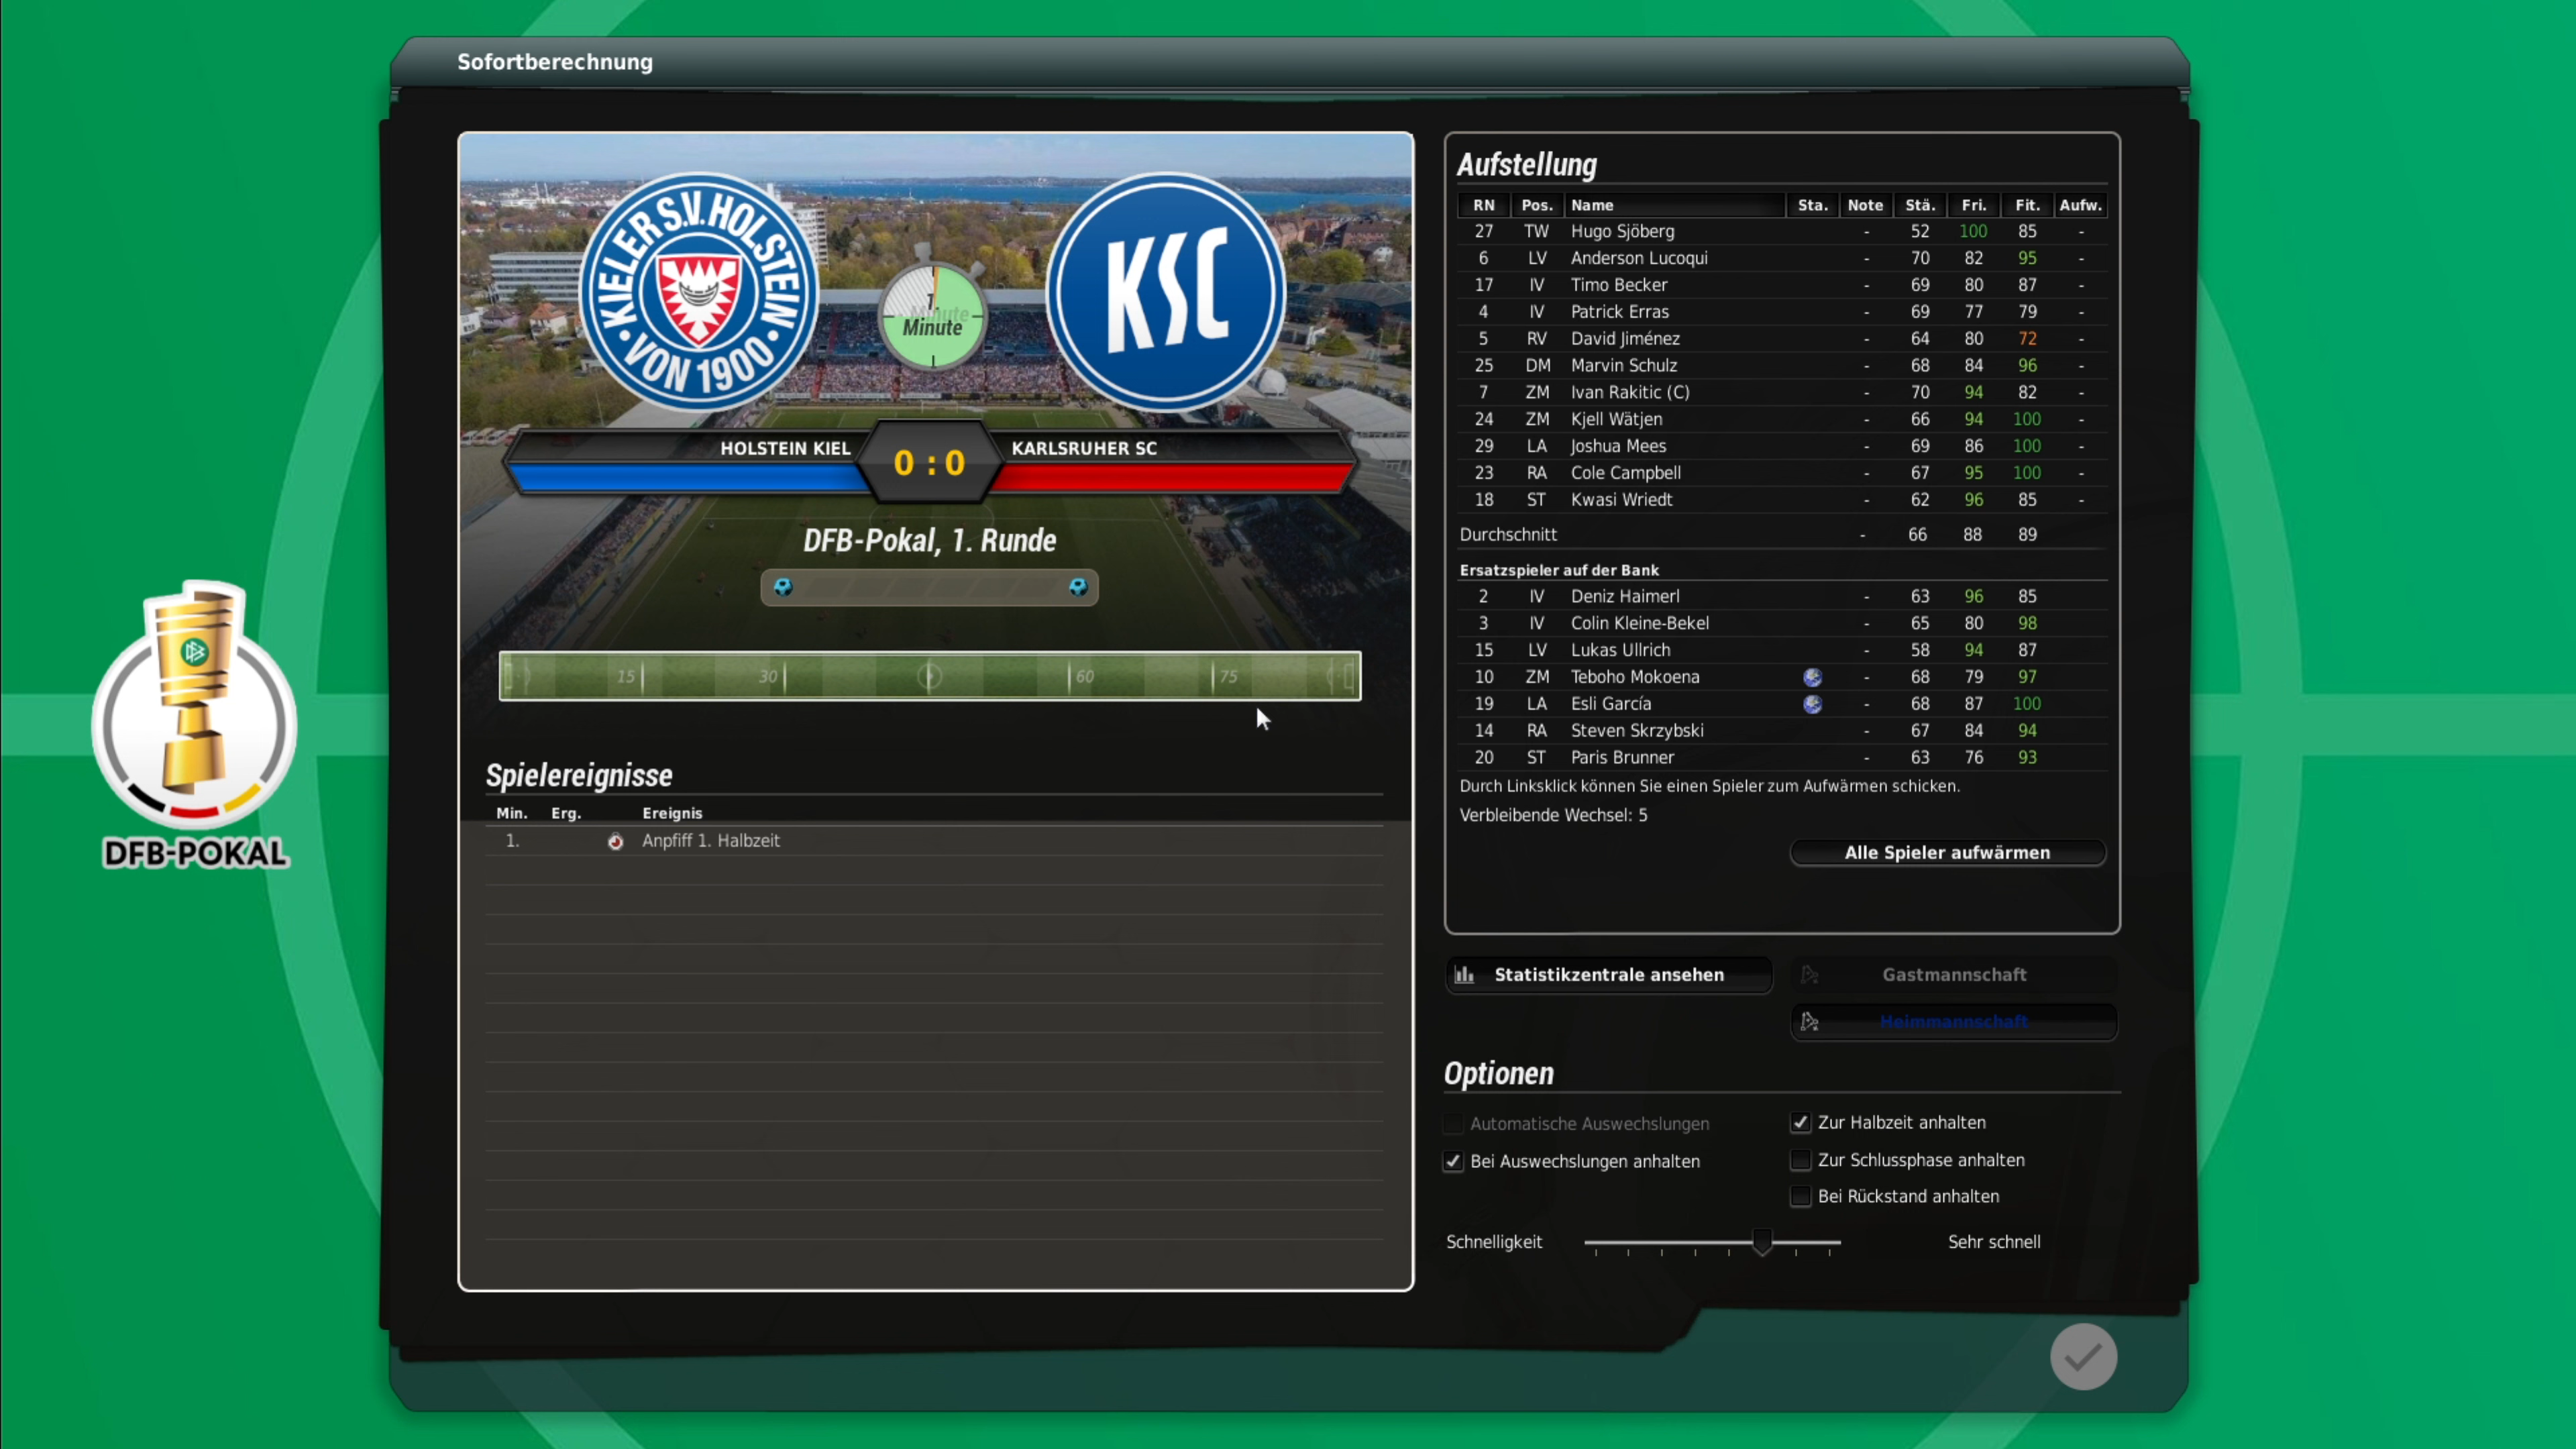 Sofortberechnung
KIELER S.V. HOLSTEIN
VON 1900
KSC
1.
Minute
HOLSTEIN KIEL
0 : 0
KARLSRUHER SC
DFB-Pokal, 1. Runde
15 30 60 75
Spielereignisse
Min. Erg. Ereignis
1. Anpfiff 1. Halbzeit
DFB-POKAL
Aufstellung
RN Pos. Name Sta. Note Stä. Fri. Fit. Aufw.
27 TW Hugo Sjöberg - 52 100 85 -
6 LV Anderson Lucoqui - 70 82 95 -
17 IV Timo Becker - 69 80 87 -
4 IV Patrick Erras - 69 77 79 -
5 RV David Jiménez - 64 80 72 -
25 DM Marvin Schulz - 68 84 96 -
7 ZM Ivan Rakitic (C) - 70 94 82 -
24 ZM Kjell Wätjen - 66 94 100 -
29 LA Joshua Mees - 69 86 100 -
23 RA Cole Campbell - 67 95 100 -
18 ST Kwasi Wriedt - 62 96 85 -
Durchschnitt - 66 88 89
Ersatzspieler auf der Bank
2 IV Deniz Haimerl - 63 96 85
3 IV Colin Kleine-Bekel - 65 80 98
15 LV Lukas Ullrich - 58 94 87
10 ZM Teboho Mokoena - 68 79 97
19 LA Esli García - 68 87 100
14 RA Steven Skrzybski - 67 84 94
20 ST Paris Brunner - 63 76 93
Durch Linksklick können Sie einen Spieler zum Aufwärmen schicken.
Verbleibende Wechsel: 5
Alle Spieler aufwärmen
Statistikzentrale ansehen
Gastmannschaft
Heimmannschaft
Optionen
Automatische Auswechslungen
Zur Halbzeit anhalten
Bei Auswechslungen anhalten
Zur Schlussphase anhalten
Bei Rückstand anhalten
Schnelligkeit
Sehr schnell